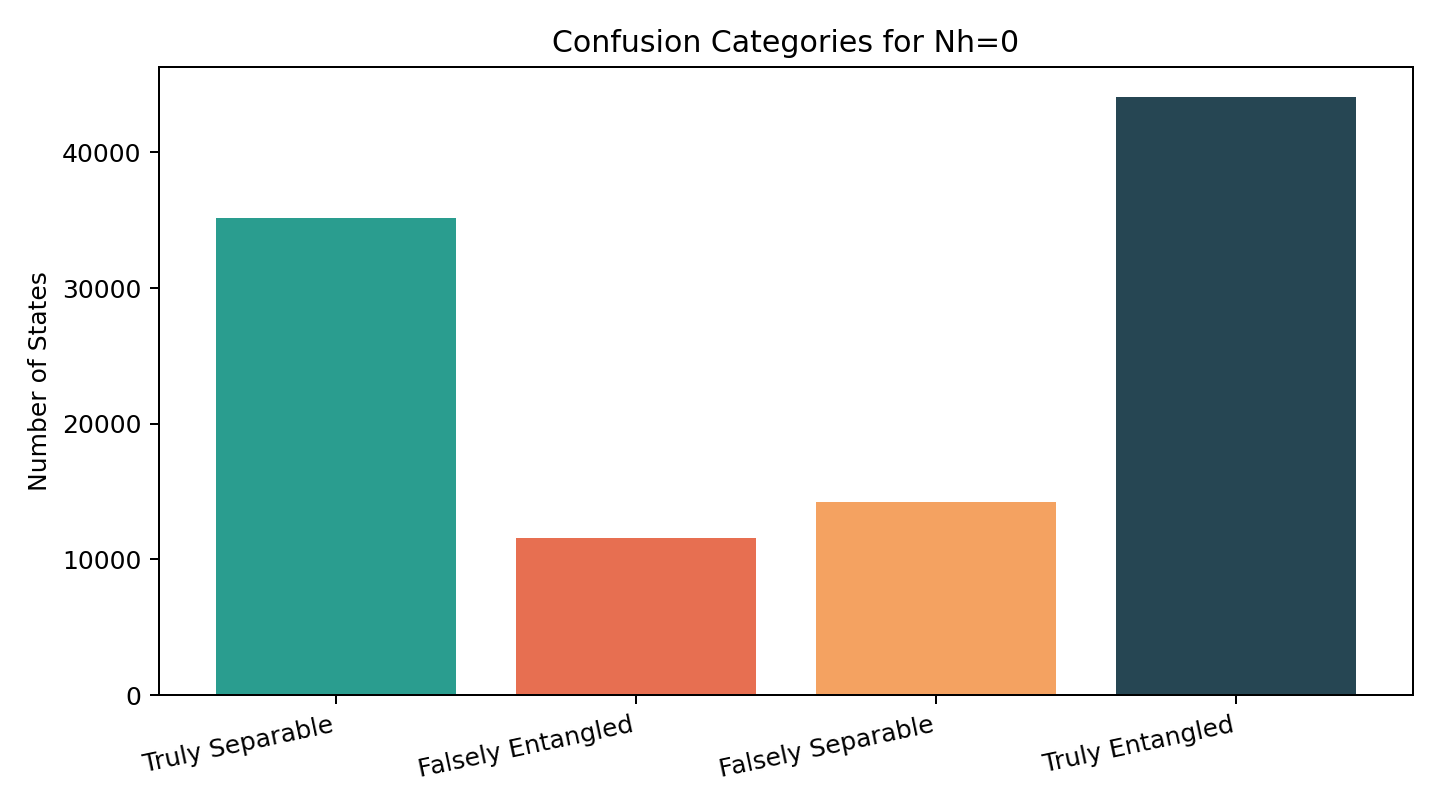 Confusion Categories for Nh=0
Number of States
40000
30000
20000
10000
0
Truly Separable
Falsely Entangled
Falsely Separable
Truly Entangled